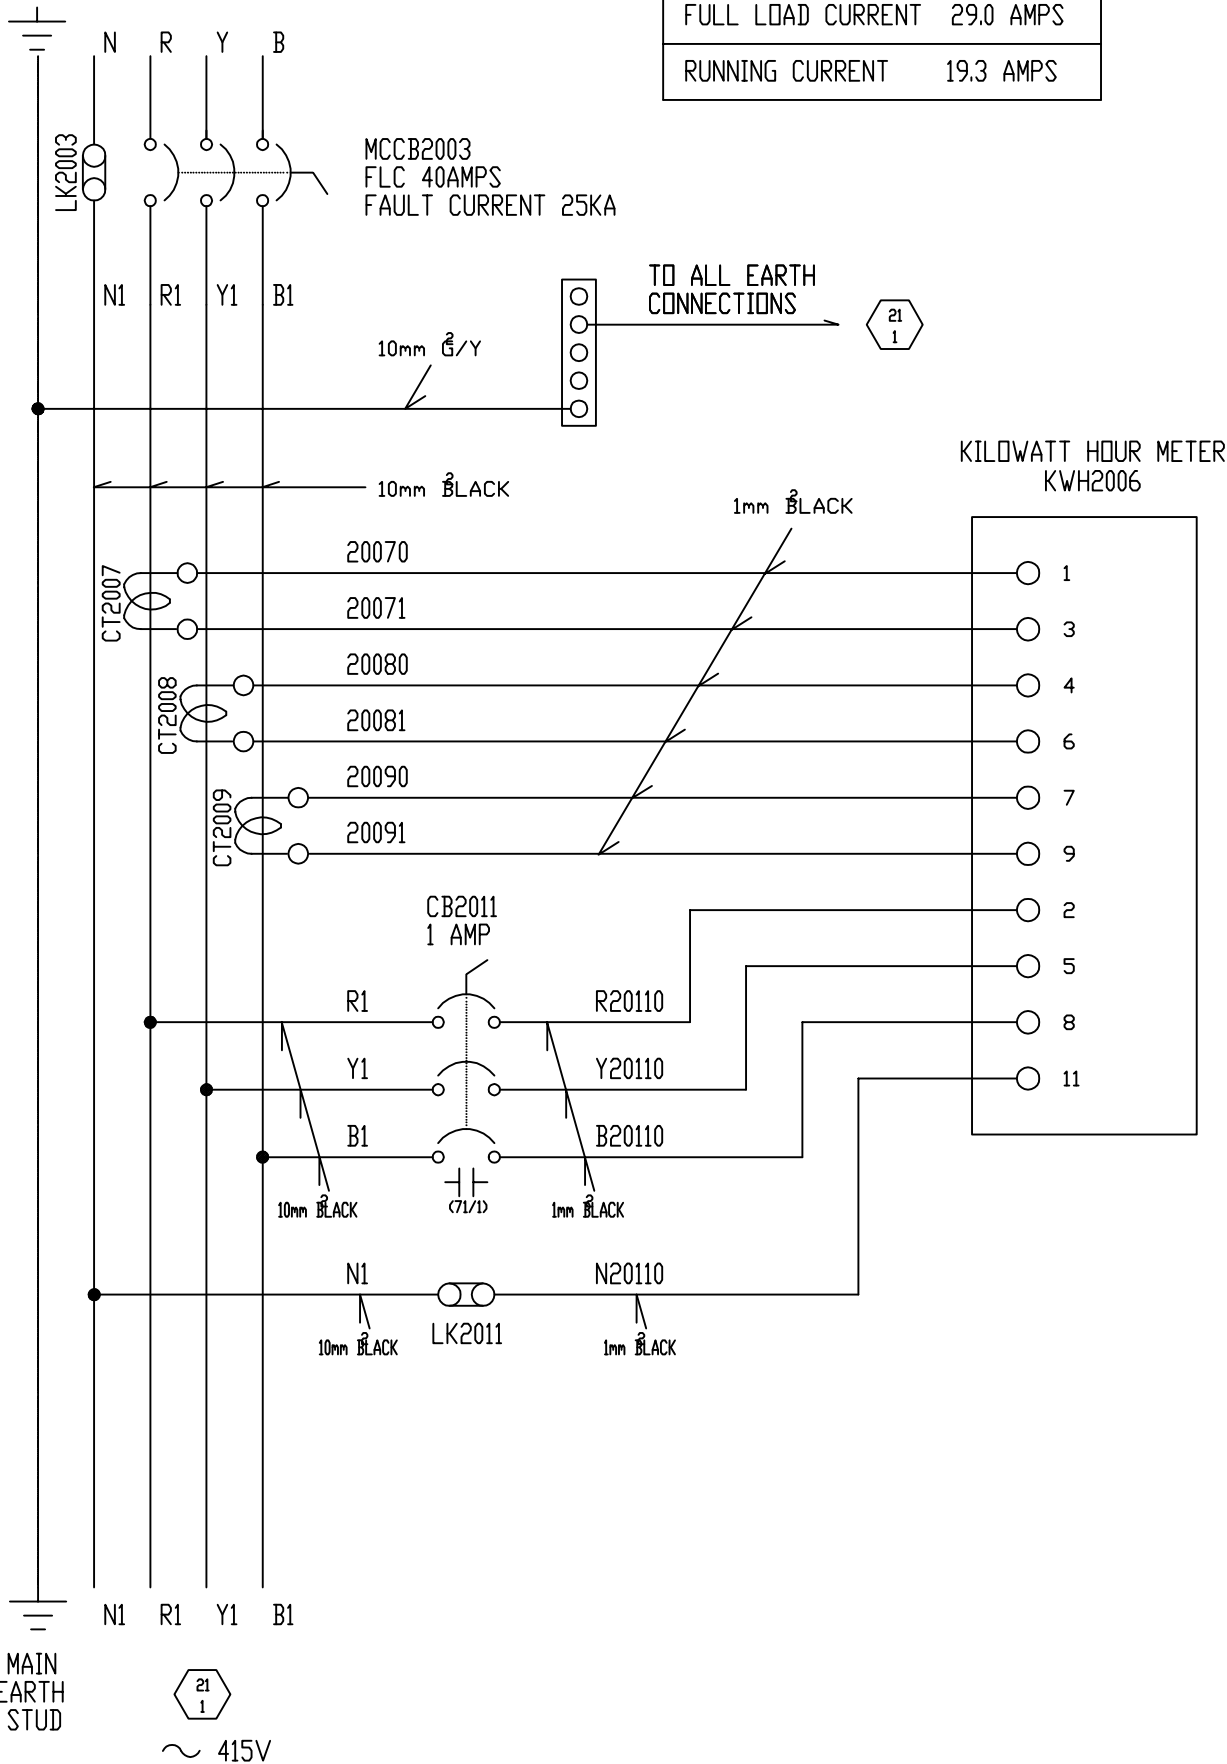 FULL LOAD CURRENT 29.0 AMPS
RUNNING CURRENT 19.3 AMPS
N R Y B
LK2003
MCCB2003
FLC 40AMPS
FAULT CURRENT 25KA
N1 R1 Y1 B1
TO ALL EARTH
CONNECTIONS
21
1
10mm² G/Y
10mm² BLACK
KILOWATT HOUR METER
KWH2006
1mm² BLACK
CT2007
20070
1
20071
3
CT2008
20080
4
20081
6
CT2009
20090
7
20091
9
CB2011
1 AMP
2
5
R1 R20110
8
Y1 Y20110
11
B1 B20110
(71/1)
10mm² BLACK
1mm² BLACK
N1 N20110
LK2011
10mm² BLACK
1mm² BLACK
N1 R1 Y1 B1
MAIN
EARTH
STUD
21
1
415V